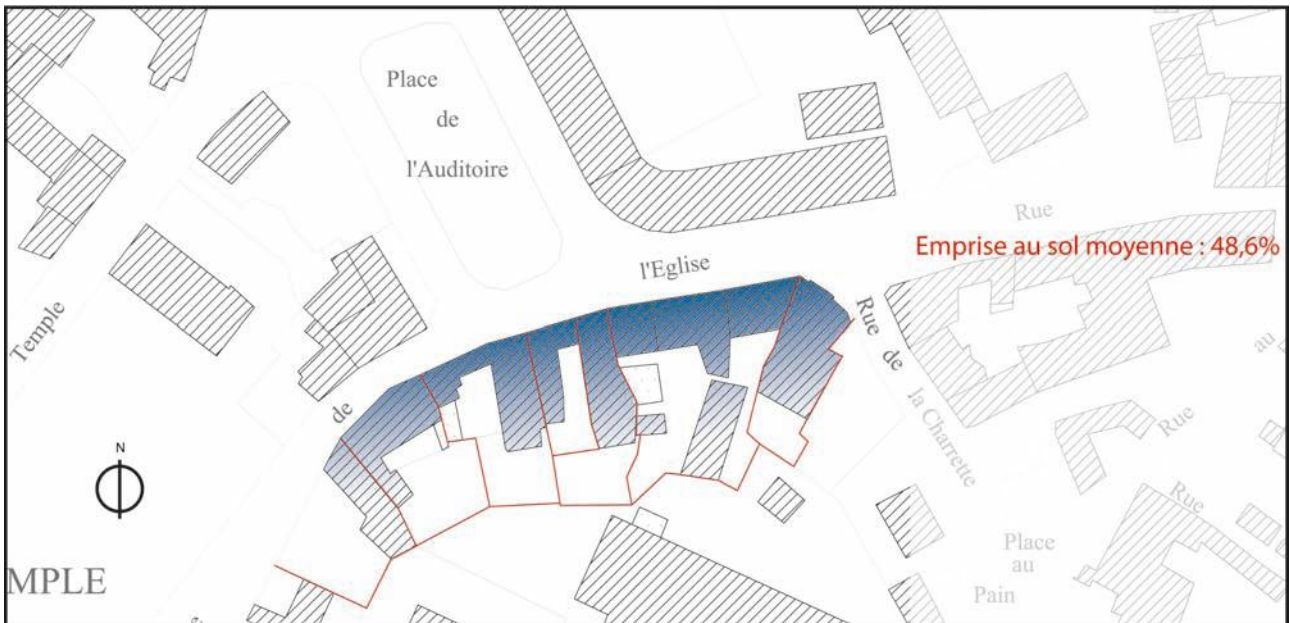 Place
de
l'Auditoire
Rue
Emprise au sol moyenne : 48,6%
l'Eglise
Temple
Rue de
la Charrette
au
de
Rue
N
Rue
Place
au
Pain
MPLE